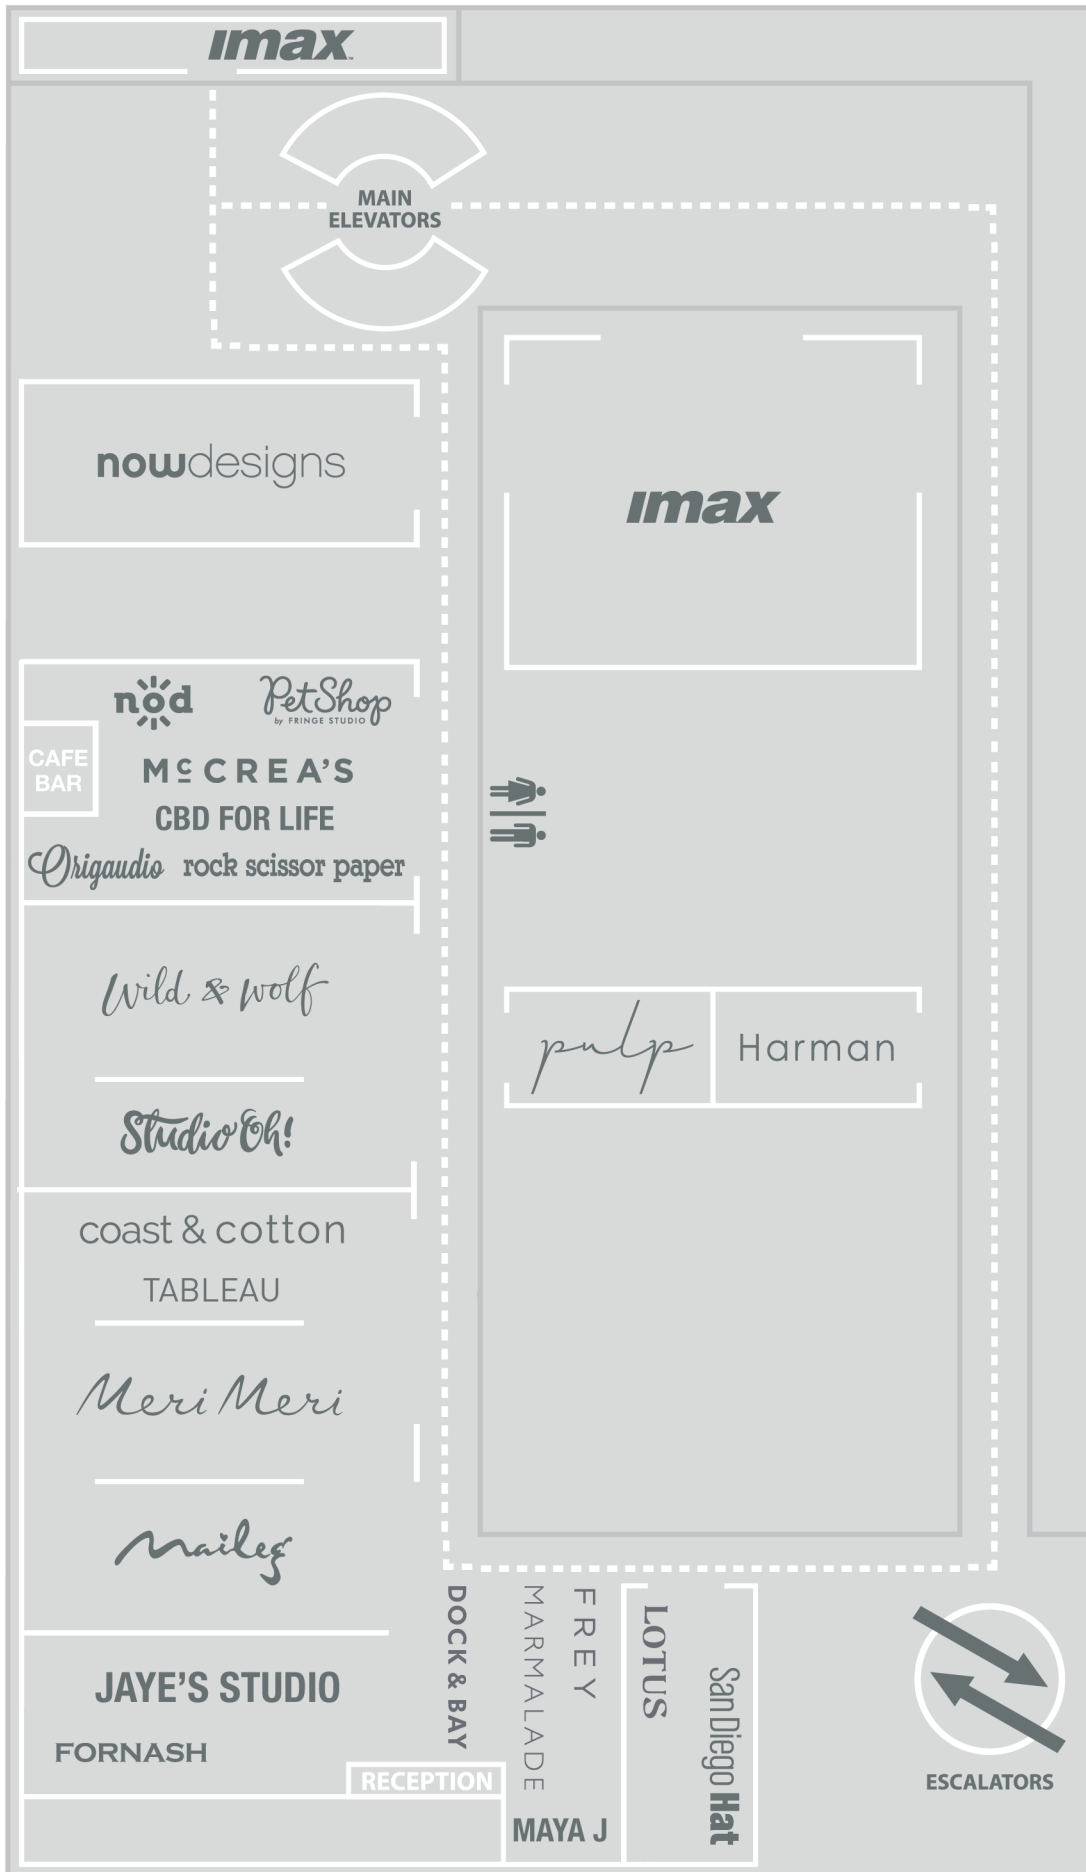 imax
MAIN
ELEVATORS
nowdesigns
imax
nod
PetShop
by FRINGE STUDIO
CAFE
BAR
McCREA'S
CBD FOR LIFE
Origaudio
rock scissor paper
Wild & Wolf
pulp
Harman
Studio Oh!
coast & cotton
TABLEAU
Meri Meri
Maileg
DOCK & BAY
MARMALADE
FREY
LOTUS
San Diego Hat
JAYE'S STUDIO
FORNASH
RECEPTION
MAYA J
ESCALATORS